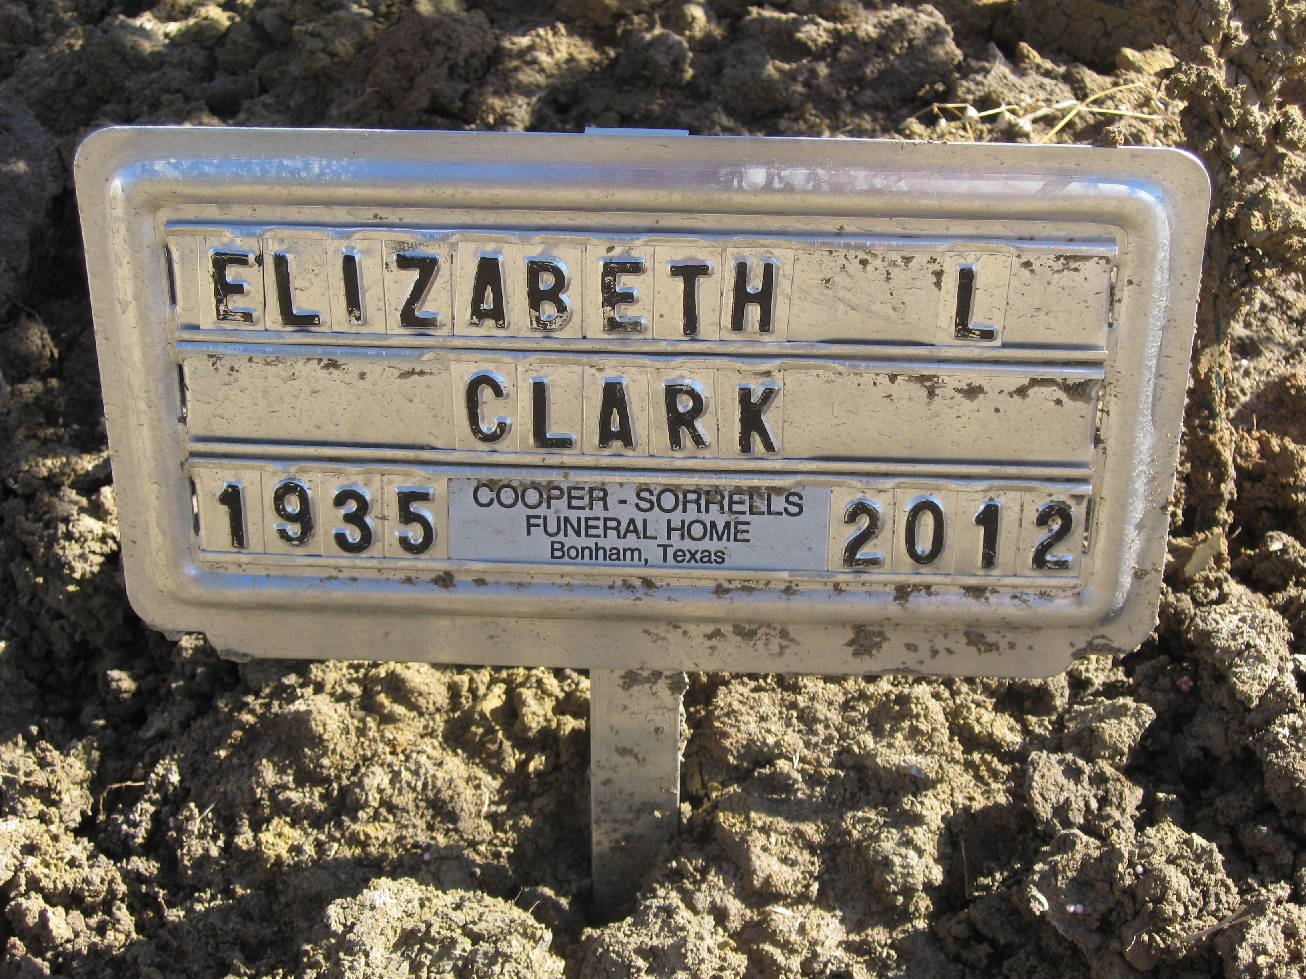 ELIZABETH L
CLARK
1935 COOPER - SORRELLS 2012
FUNERAL HOME
Bonham, Texas